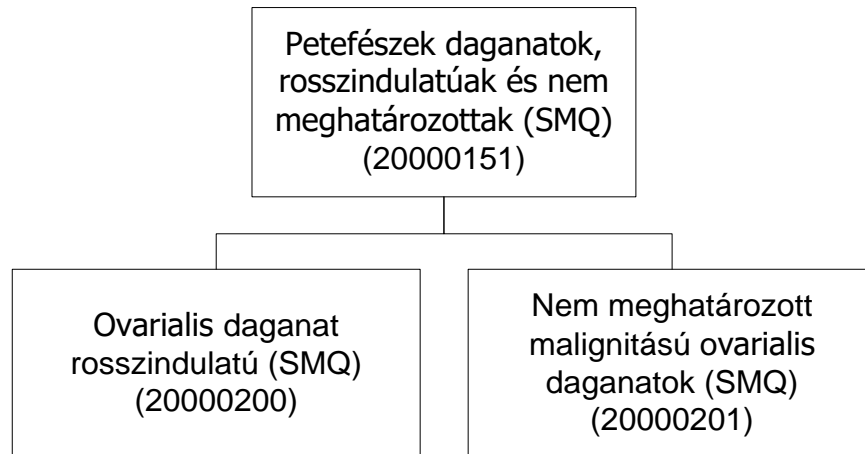 Petefészek daganatok,
rosszindulatúak és nem
meghatározottak (SMQ)
(20000151)
Ovarialis daganat
rosszindulatú (SMQ)
(20000200)
Nem meghatározott
malignitású ovarialis
daganatok (SMQ)
(20000201)